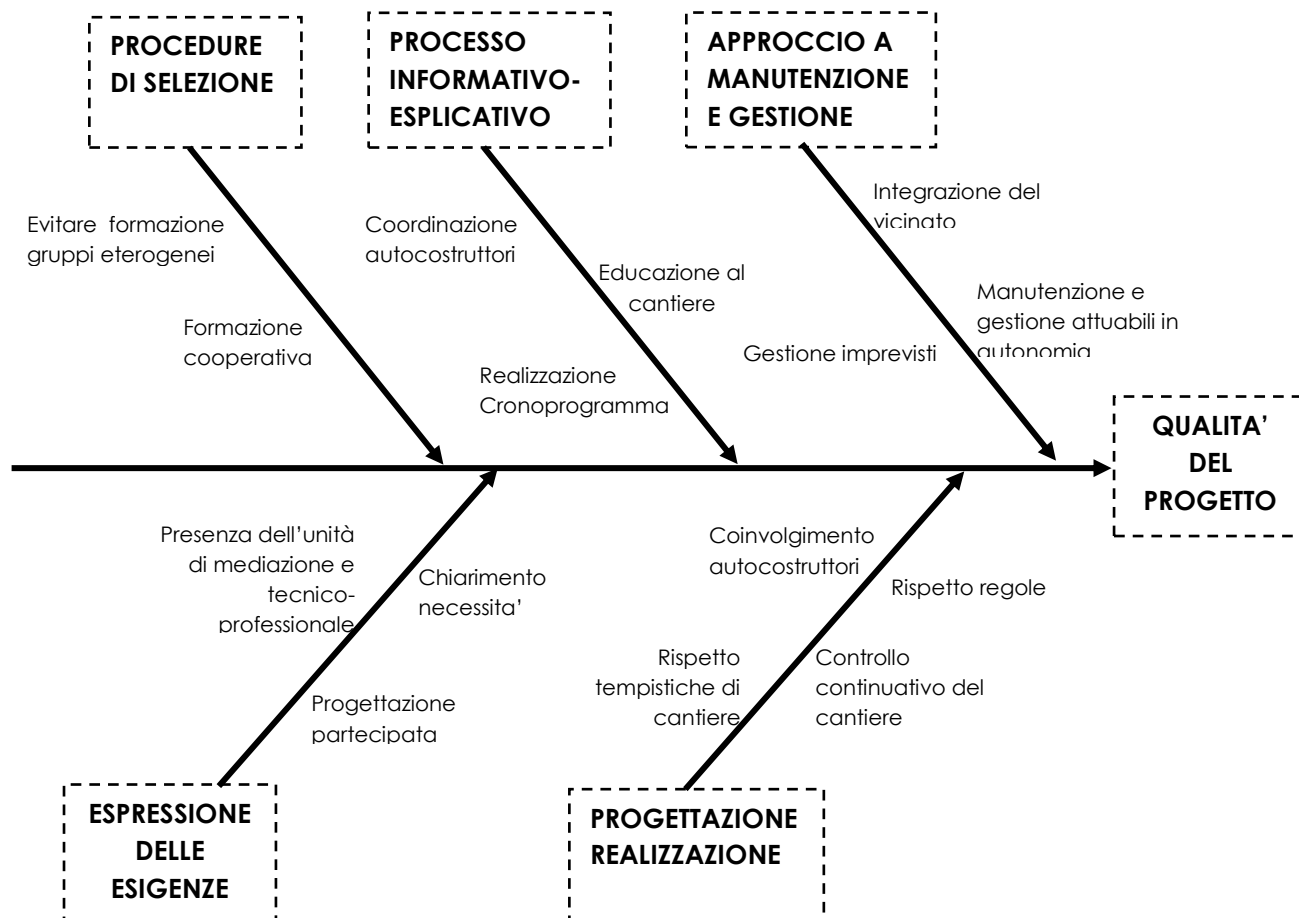 PROCEDURE
DI SELEZIONE
PROCESSO
INFORMATIVO-
ESPLICATIVO
APPROCCIO A
MANUTENZIONE
E GESTIONE
Evitare formazione
gruppi eterogenei
Formazione
cooperativa
Coordinazione
autocostruttori
Educazione al
cantiere
Realizzazione
Cronoprogramma
Integrazione del
vicinato
Manutenzione e
gestione attuabili in
autonomia
Gestione imprevisti
QUALITA’
DEL
PROGETTO
Presenza dell’unità
di mediazione e
tecnico-
professionale
Chiarimento
necessita’
Progettazione
partecipata
Coinvolgimento
autocostruttori
Rispetto regole
Rispetto
tempistiche di
cantiere
Controllo
continuativo del
cantiere
ESPRESSIONE
DELLE
ESIGENZE
PROGETTAZIONE
REALIZZAZIONE